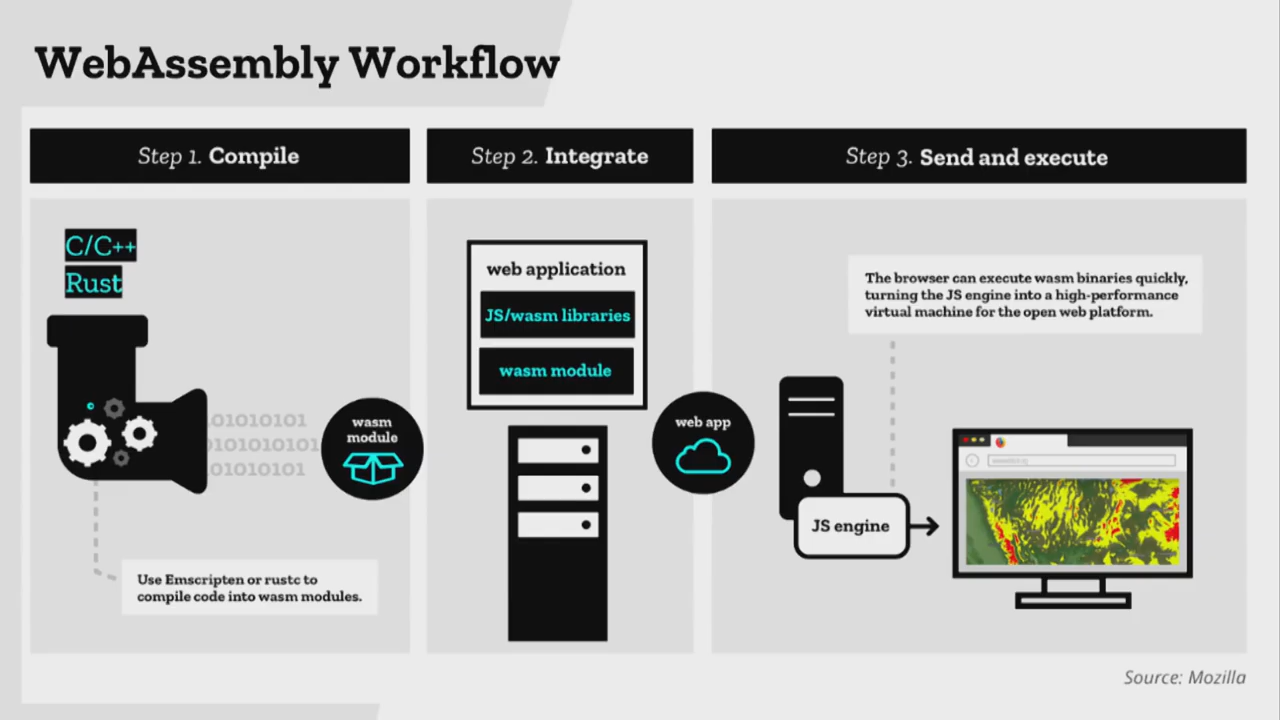 WebAssembly Workflow
Step 1. Compile
Step 2. Integrate
Step 3. Send and execute
C/C++
Rust
01010101
0101010101
01010101
wasm
module
Use Emscripten or rustc to
compile code into wasm modules.
web application
JS/wasm libraries
wasm module
web app
The browser can execute wasm binaries quickly,
turning the JS engine into a high-performance
virtual machine for the open web platform.
JS engine
Source: Mozilla